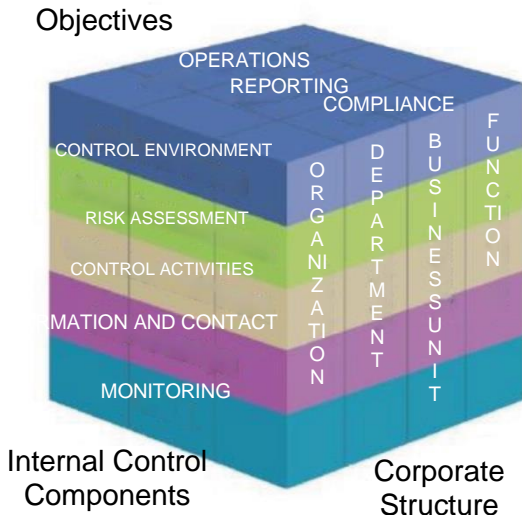 Objectives
OPERATIONS
REPORTING
COMPLIANCE
CONTROL ENVIRONMENT
RISK ASSESSMENT
CONTROL ACTIVITIES
MATION AND CONTACT
MONITORING
ORGANIZATION
DEPARTMENT
BUSINESSUNIT
FUNCTION
Internal Control
Components
Corporate
Structure